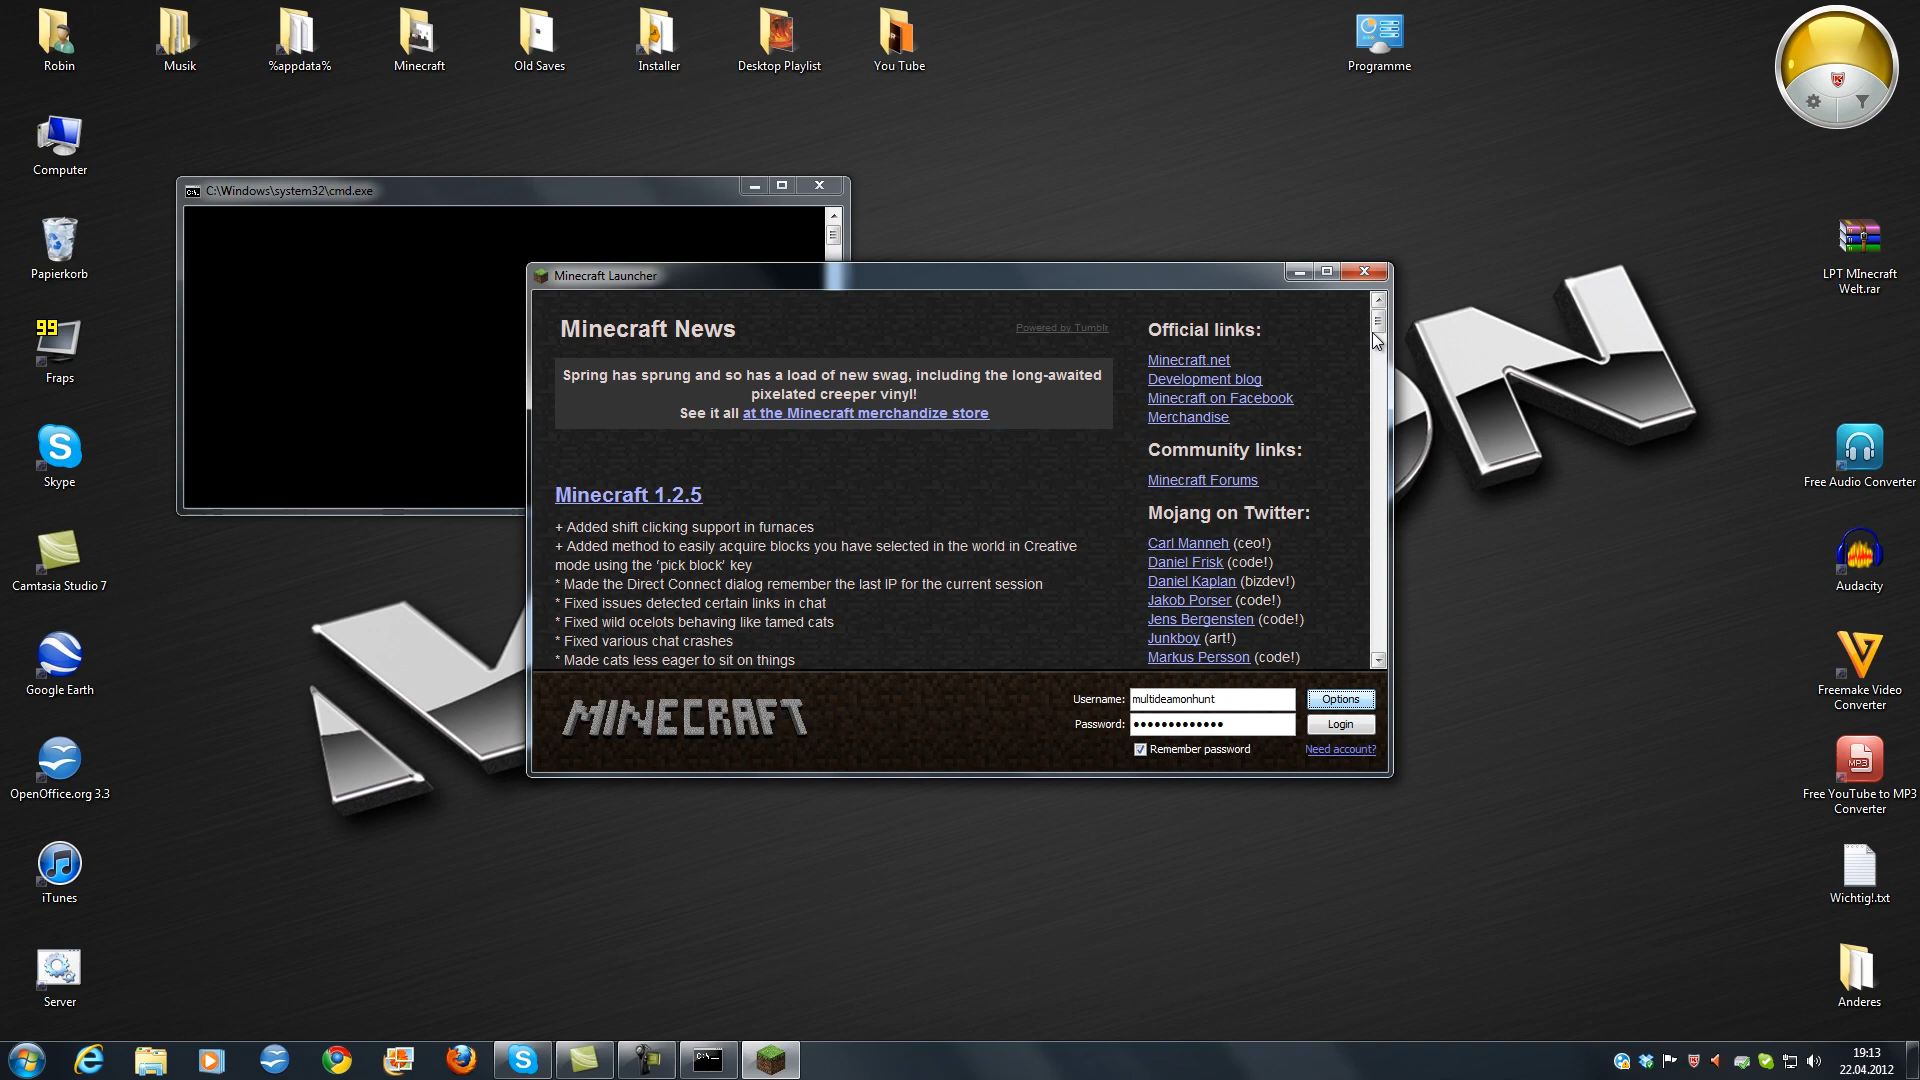 Robin
Musik
%appdata%
Minecraft
Old Saves
Installer
Desktop Playlist
You Tube
Programme
Computer
Papierkorb
99
Fraps
Skype
Camtasia Studio 7
Google Earth
OpenOffice.org 3.3
iTunes
Server
C:\Windows\system32\cmd.exe
Minecraft Launcher
Minecraft News
Powered by Tumblr
Spring has sprung and so has a load of new swag, including the long-awaited
pixelated creeper vinyl!
See it all at the Minecraft merchandize store
Minecraft 1.2.5
+ Added shift clicking support in furnaces
+ Added method to easily acquire blocks you have selected in the world in Creative
mode using the ‘pick block’ key
* Made the Direct Connect dialog remember the last IP for the current session
* Fixed issues detected certain links in chat
* Fixed wild ocelots behaving like tamed cats
* Fixed various chat crashes
* Made cats less eager to sit on things
Official links:
Minecraft.net
Development blog
Minecraft on Facebook
Merchandise
Community links:
Minecraft Forums
Mojang on Twitter:
Carl Manneh (ceo!)
Daniel Frisk (code!)
Daniel Kaplan (bizdev!)
Jakob Porser (code!)
Jens Bergensten (code!)
Junkboy (art!)
Markus Persson (code!)
MINECRAFT
Username: multideamonhunt
Options
Password: •••••••••••••
Login
Remember password
Need account?
LPT MInecraft
Welt.rar
Free Audio Converter
Audacity
Freemake Video
Converter
MP3
Free YouTube to MP3
Converter
Wichtig!.txt
Anderes
19:13
22.04.2012